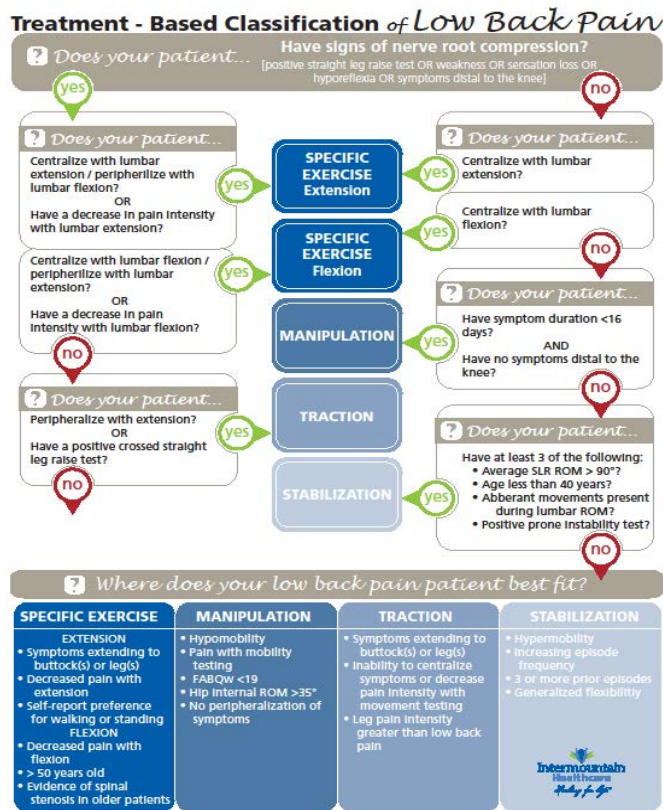 Treatment - Based Classification of Low Back Pain
? Does your patient...
Have signs of nerve root compression?
[positive straight leg raise test OR weakness OR sensation loss OR
hyporeflexia OR symptoms distal to the knee]
yes
no
? Does your patient...
Centralize with lumbar
extension / peripherilize with
lumbar flexion?
OR
Have a decrease in pain intensity
with lumbar extension?
yes
Centralize with lumbar flexion /
peripherilize with lumbar
extension?
OR
Have a decrease in pain
intensity with lumbar flexion?
yes
no
? Does your patient...
Peripheralize with extension?
OR
Have a positive crossed straight
leg raise test?
yes
no
SPECIFIC
EXERCISE
Extension
SPECIFIC
EXERCISE
Flexion
MANIPULATION
TRACTION
STABILIZATION
? Does your patient...
Centralize with lumbar
extension?
yes
Centralize with lumbar
flexion?
yes
no
? Does your patient...
Have symptom duration <16
days?
AND
Have no symptoms distal to the
knee?
yes
no
? Does your patient...
Have at least 3 of the following:
• Average SLR ROM > 90°?
• Age less than 40 years?
• Abberant movements present
during lumbar ROM?
• Positive prone instability test?
yes
no
? Where does your low back pain patient best fit?
SPECIFIC EXERCISE
EXTENSION
• Symptoms extending to
buttock(s) or leg(s)
• Decreased pain with
extension
• Self-report preference
for walking or standing
FLEXION
• Decreased pain with
flexion
• > 50 years old
• Evidence of spinal
stenosis in older patients
MANIPULATION
• Hypomobility
• Pain with mobility
testing
• FABQw <19
• Hip internal ROM >35°
• No peripheralization of
symptoms
TRACTION
• Symptoms extending to
buttock(s) or leg(s)
• Inability to centralize
symptoms or decrease
pain intensity with
movement testing
• Leg pain intensity
greater than low back
pain
STABILIZATION
• Hypermobility
• Increasing episode
frequency
• 3 or more prior episodes
• Generalized flexibiltiy
Intermountain
Healthcare
Healing for life